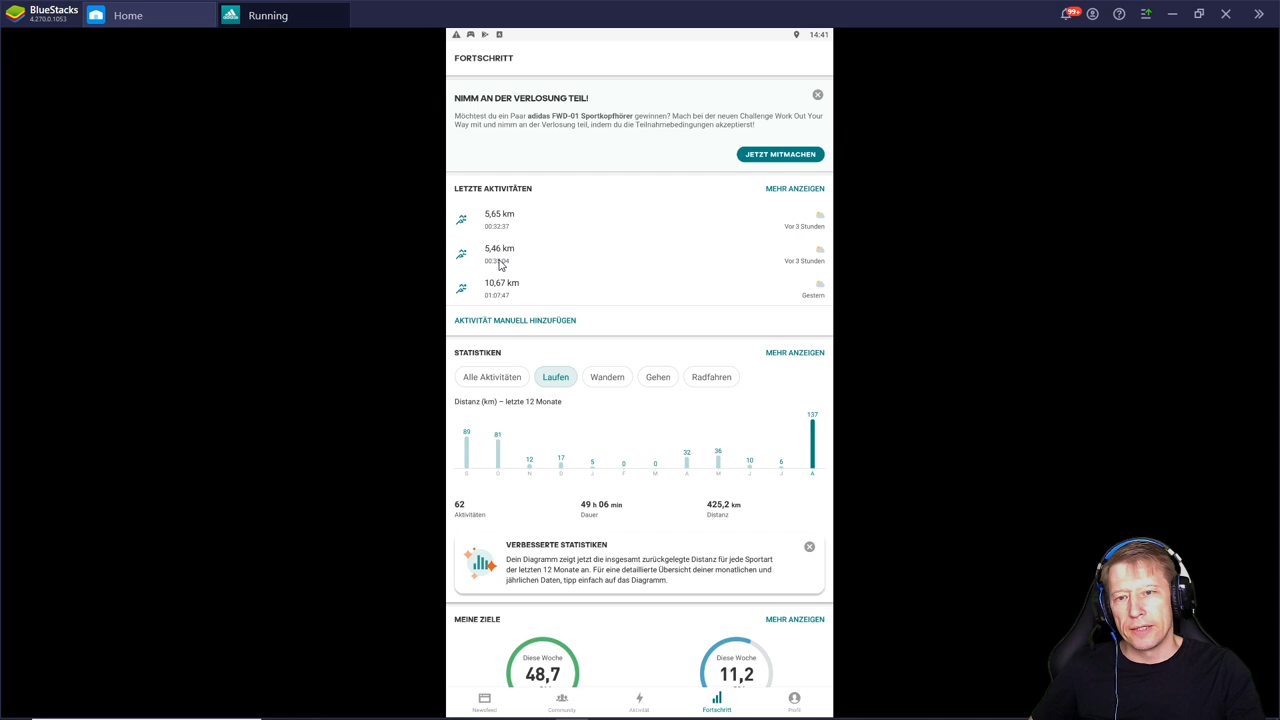 BlueStacks
4.270.0.1053
Home
Running
99+
14:41
FORTSCHRITT
NIMM AN DER VERLOSUNG TEIL!
Möchtest du ein Paar adidas FWD-01 Sportkopfhörer gewinnen? Mach bei der neuen Challenge Work Out Your
Way mit und nimm an der Verlosung teil, indem du die Teilnahmebedingungen akzeptierst!
JETZT MITMACHEN
LETZTE AKTIVITÄTEN
MEHR ANZEIGEN
5,65 km
00:32:37
Vor 3 Stunden
5,46 km
Vor 3 Stunden
10,67 km
01:07:47
Gestern
AKTIVITÄT MANUELL HINZUFÜGEN
STATISTIKEN
MEHR ANZEIGEN
Alle Aktivitäten Laufen Wandern Gehen Radfahren
Distanz (km) – letzte 12 Monate
89 81 12 17 5 0 0 32 36 10 6 137
S O N D J F M A M J J A
62
Aktivitäten
49 h 06 min
Dauer
425,2 km
Distanz
VERBESSERTE STATISTIKEN
Dein Diagramm zeigt jetzt die insgesamt zurückgelegte Distanz für jede Sportart
der letzten 12 Monate an. Für eine detaillierte Übersicht deiner monatlichen und
jährlichen Daten, tipp einfach auf das Diagramm.
MEINE ZIELE
MEHR ANZEIGEN
Diese Woche
48,7
Diese Woche
11,2
Newsfeed Community Aktivität Fortschritt Profil